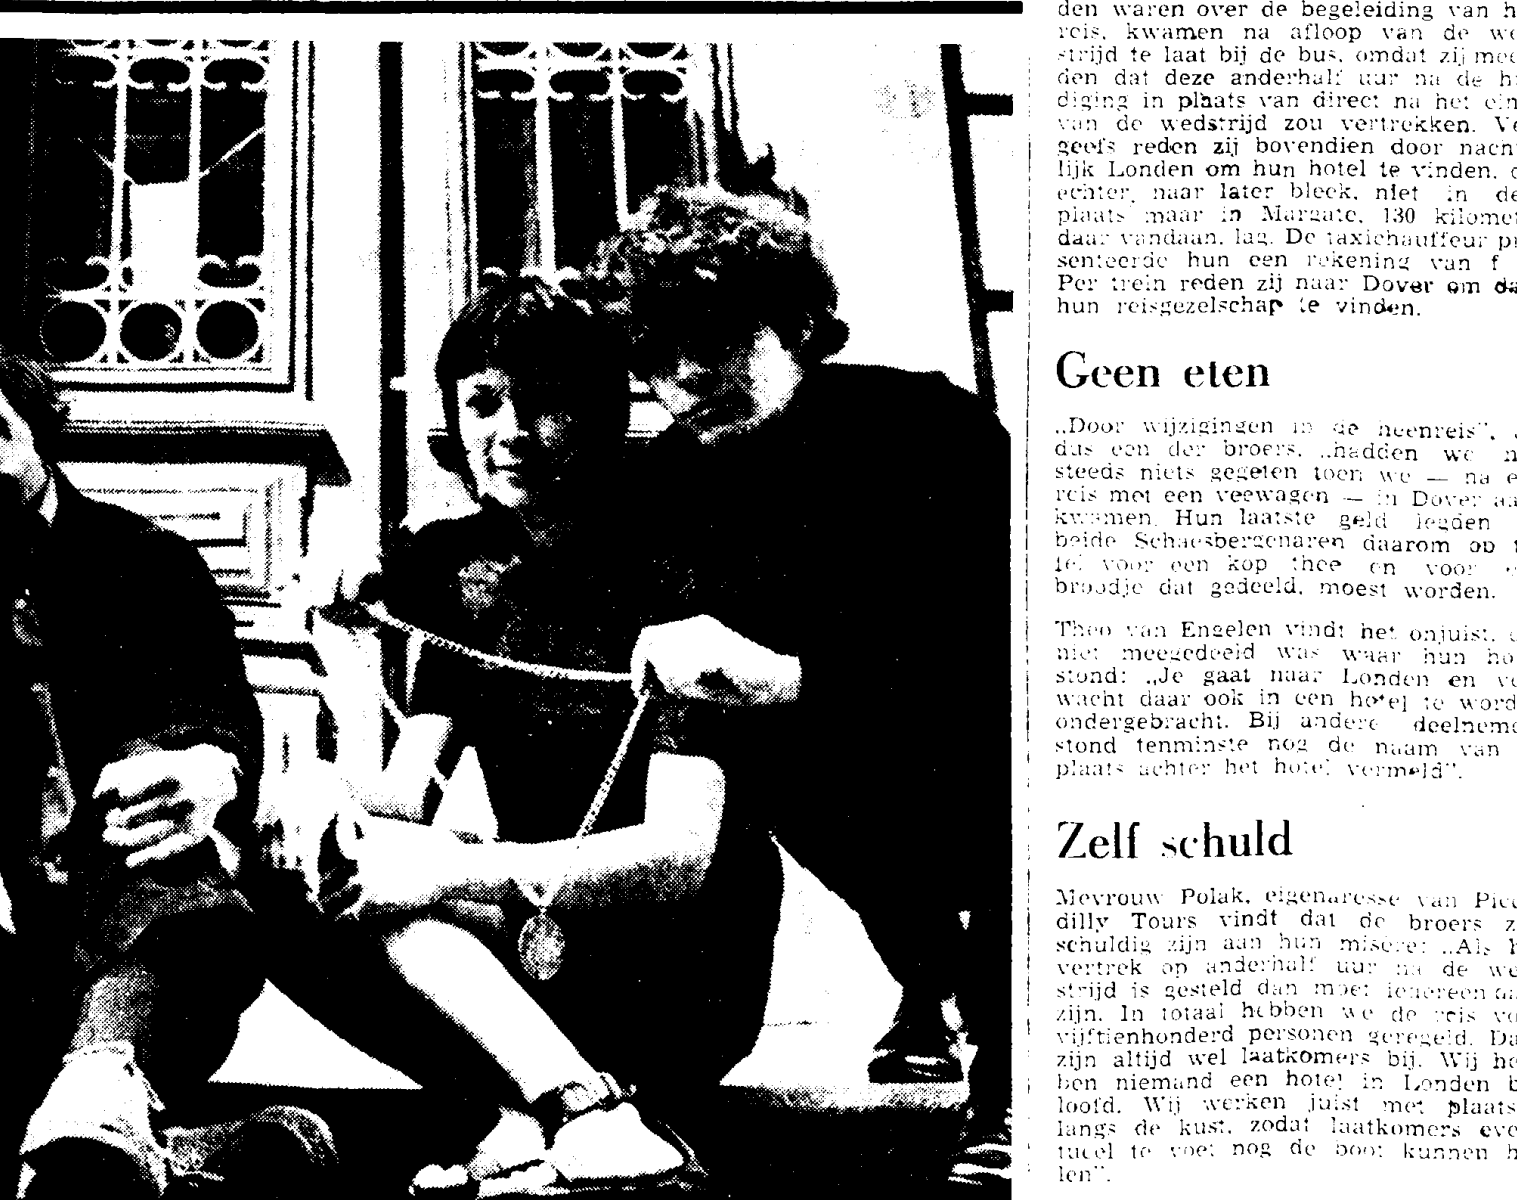 den waren over de begeleiding van h
reis, kwamen na afloop van de we
strijd te laat bij de bus, omdat zij mee
den dat deze anderhalf uur na de h
diging in plaats van direct na het ein
van de wedstrijd zou vertrekken. Ve
geefs reden zij bovendien door nach
lijk Londen om hun hotel te vinden,
echter, naar later bleek, niet in de
plaats maar in Margate, 130 kilomet
daar vandaan, lag. De taxichauffeur pr
senteerde hun een rekening van f
Per trein reden zij naar Dover om da
hun reisgezelschap te vinden.
Geen eten
„Door wijzigingen in de heenreis",
dus een der broers, „hadden we n
steeds niets gegeten toen we — na e
reis met een veewagen — in Dover aa
kwamen. Hun laatste geld legden
beide Schaesbergenaren daarom op t
fel voor een kop thee en voor
broodje dat gedeeld, moest worden.
Theo van Engelen vindt het onjuist,
niet meegedeeld was waar hun ho
stond: „Je gaat naar Londen en ve
wacht daar ook in een hotel te word
ondergebracht. Bij andere deelneme
stond tenminste nog de naam van
plaats achter het hotel vermeld".
Zelf schuld
Mevrouw Polak, eigenaresse van Picc
dilly Tours vindt dat de broers z
schuldig zijn aan hun misère: „Als h
vertrek op anderhalf uur na de we
strijd is gesteld dan moet iedereen
zijn. In totaal hebben we de reis vo
vijftienhonderd personen geregeld. Da
zijn altijd wel laatkomers bij. Wij he
ben niemand een hotel in Londen b
loofd. Wij werken juist met plaats
langs de kust, zodat laatkomers eve
tueel te voet nog de boot kunnen h
len".